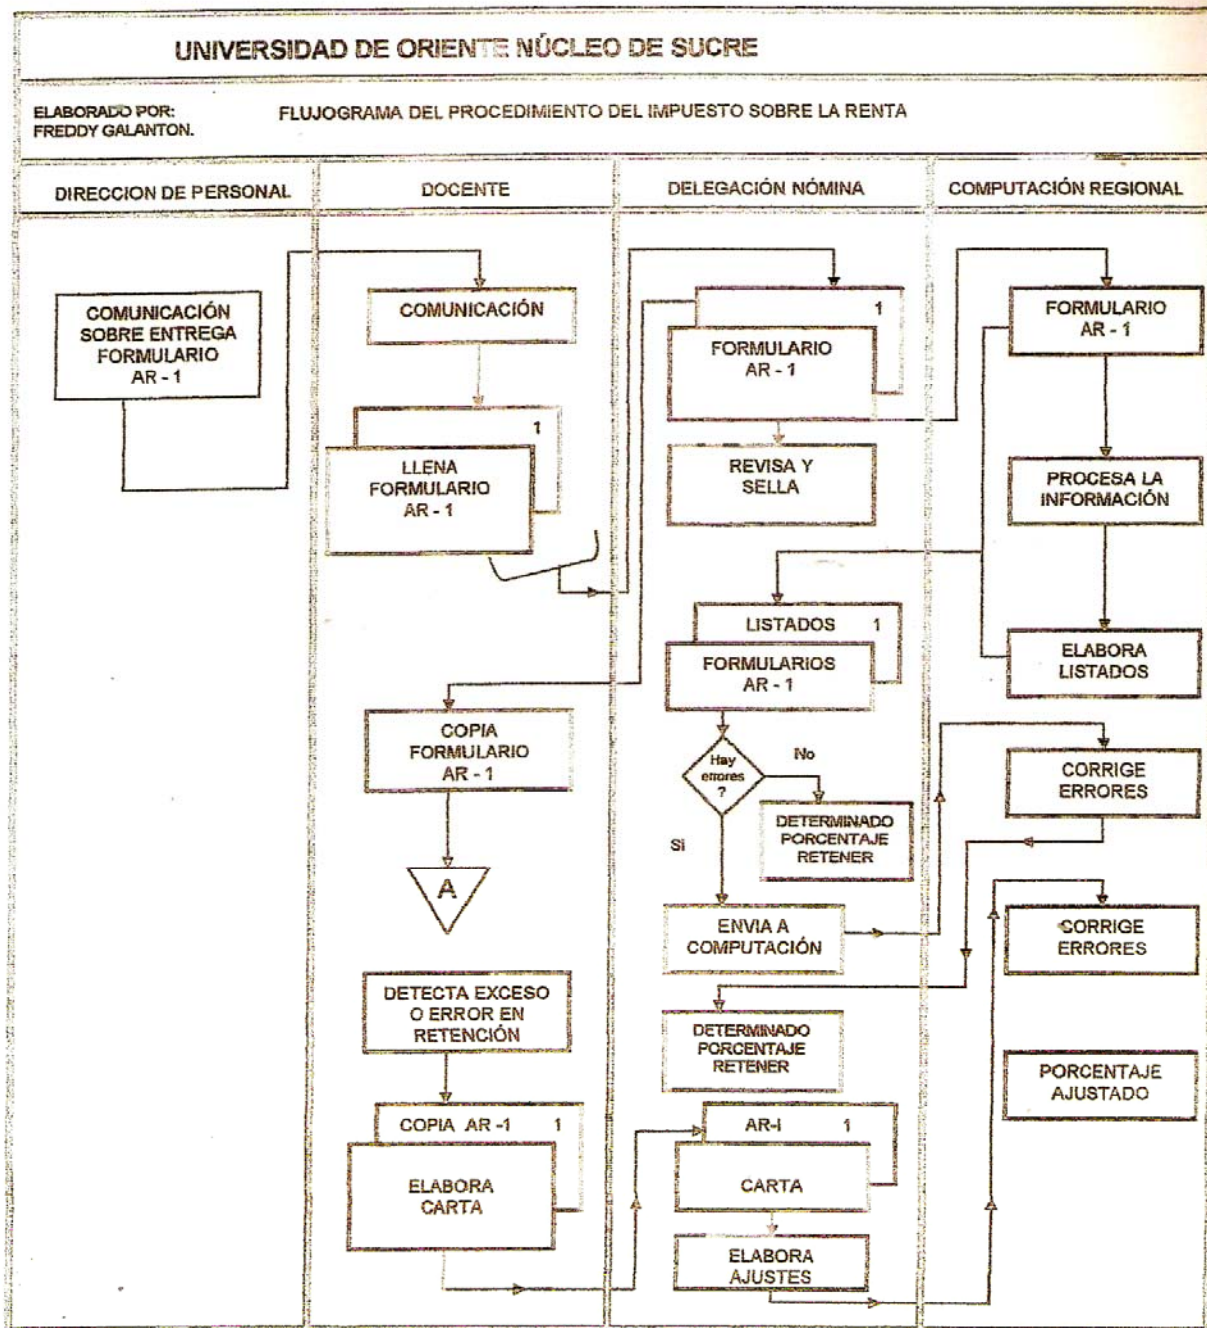 UNIVERSIDAD DE ORIENTE NÚCLEO DE SUCRE
ELABORADO POR:
FREDDY GALANTON.
FLUJOGRAMA DEL PROCEDIMIENTO DEL IMPUESTO SOBRE LA RENTA
DIRECCION DE PERSONAL
DOCENTE
DELEGACIÓN NÓMINA
COMPUTACIÓN REGIONAL
COMUNICACIÓN
SOBRE ENTREGA
FORMULARIO
AR - 1
COMUNICACIÓN
1
LLENA
FORMULARIO
AR - 1
COPIA
FORMULARIO
AR - 1
A
DETECTA EXCESO
O ERROR EN
RETENCIÓN
COPIA AR -1 1
ELABORA
CARTA
1
FORMULARIO
AR - 1
REVISA Y
SELLA
LISTADOS 1
FORMULARIOS
AR - 1
Hay
errores
?
No
Si
DETERMINADO
PORCENTAJE
RETENER
ENVIA A
COMPUTACIÓN
DETERMINADO
PORCENTAJE
RETENER
AR-I 1
CARTA
ELABORA
AJUSTES
FORMULARIO
AR - 1
PROCESA LA
INFORMACIÓN
ELABORA
LISTADOS
CORRIGE
ERRORES
CORRIGE
ERRORES
PORCENTAJE
AJUSTADO